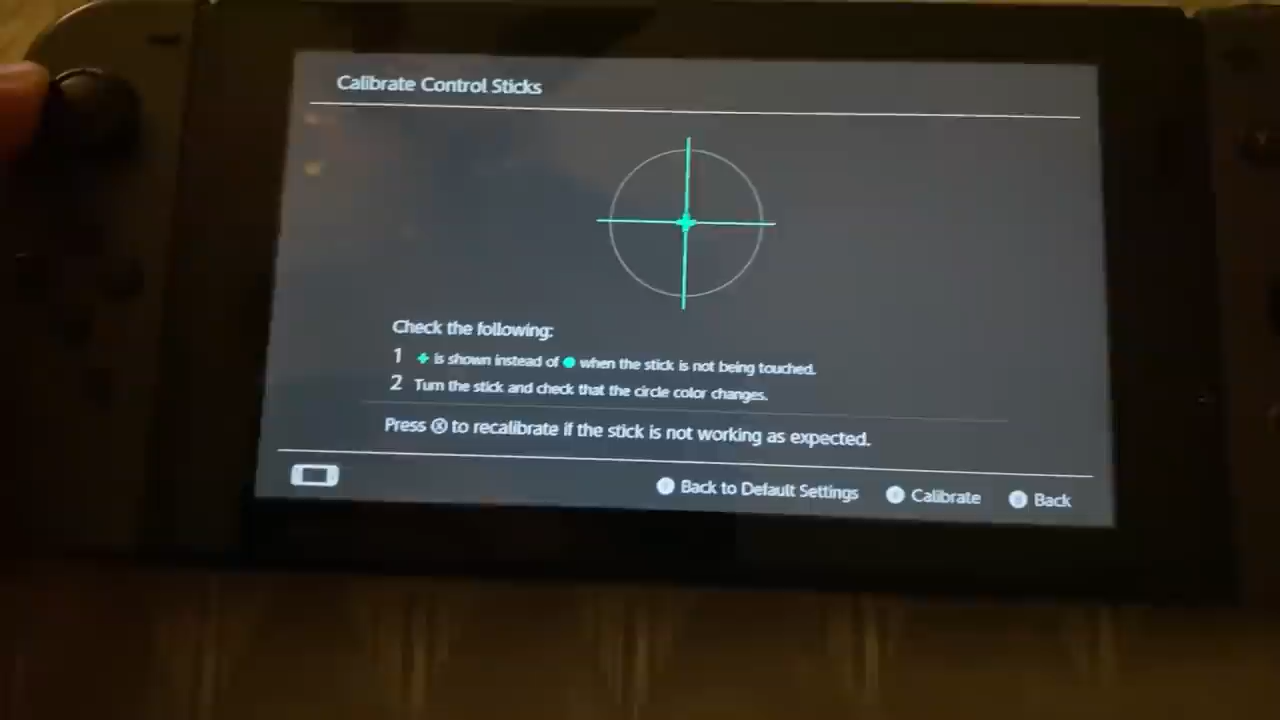 Calibrate Control Sticks
Check the following:
1 + is shown instead of ● when the stick is not being touched.
2 Turn the stick and check that the circle color changes.
Press Ⓧ to recalibrate if the stick is not working as expected.
Back to Default Settings Calibrate Back